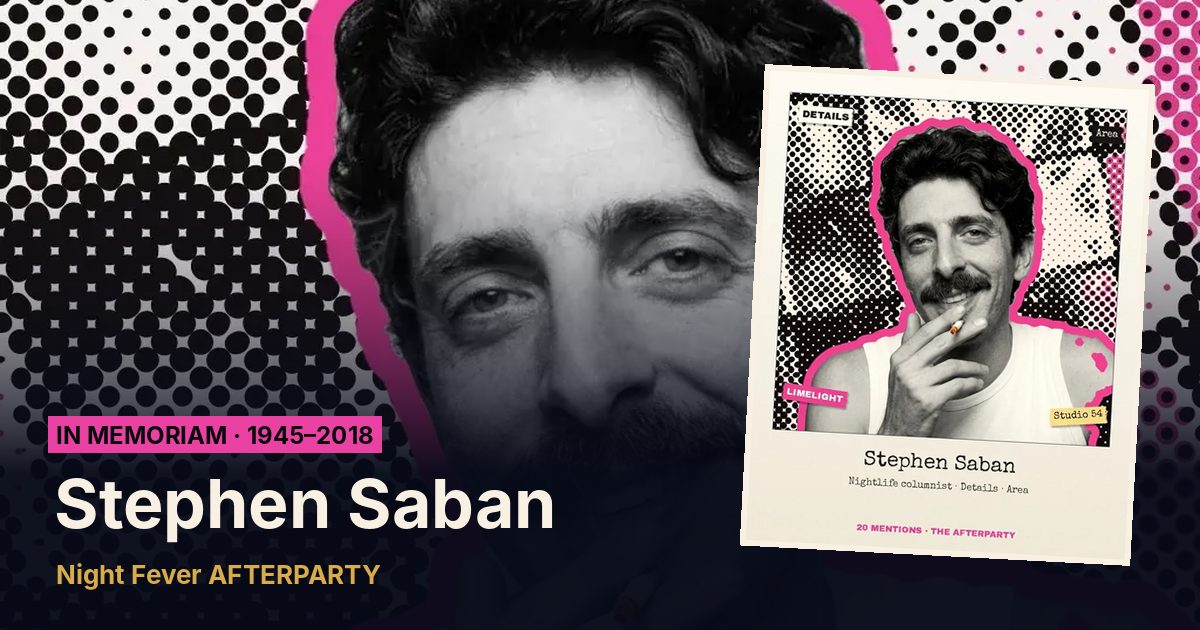 IN MEMORIAM · 1945–2018
Stephen Saban
Night Fever AFTERPARTY
DETAILS
Area
LIMELIGHT
Studio 54
Stephen Saban
Nightlife columnist · Details · Area
20 MENTIONS · THE AFTERPARTY